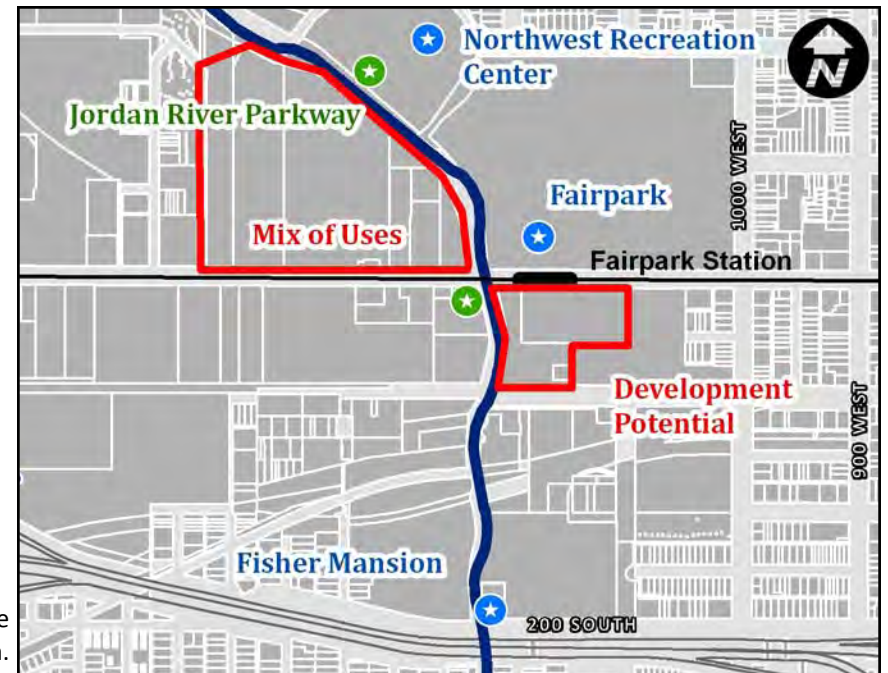 Northwest Recreation
Center
N
Jordan River Parkway
1000 WEST
Fairpark
Mix of Uses
Fairpark Station
Development
Potential
900 WEST
Fisher Mansion
200 SOUTH